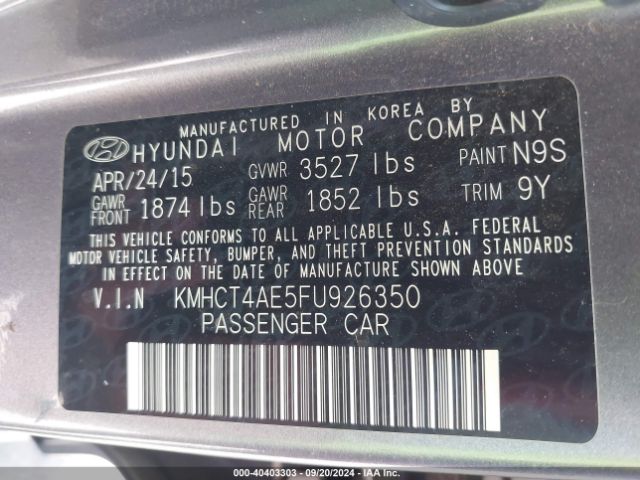 MANUFACTURED IN KOREA BY
HYUNDAI MOTOR COMPANY
APR/24/15 GVWR 3527 lbs PAINT N9S
GAWR FRONT 1874 lbs GAWR REAR 1852 lbs TRIM 9Y
THIS VEHICLE CONFORMS TO ALL APPLICABLE U.S.A. FEDERAL
MOTOR VEHICLE SAFETY, BUMPER, AND THEFT PREVENTION STANDARDS
IN EFFECT ON THE DATE OF MANUFACTURE SHOWN ABOVE
V.I.N KMHCT4AE5FU926350
PASSENGER CAR
000-40403303 - 09/20/2024 - IAA Inc.